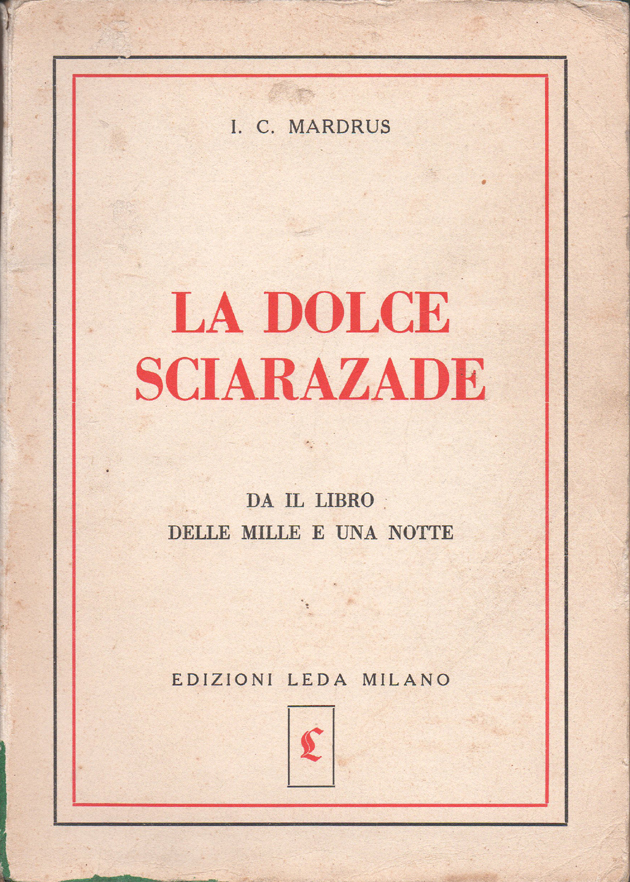 I. C. MARDRUS
LA DOLCE
SCIARAZADE
DA IL LIBRO
DELLE MILLE E UNA NOTTE
EDIZIONI LEDA MILANO
L